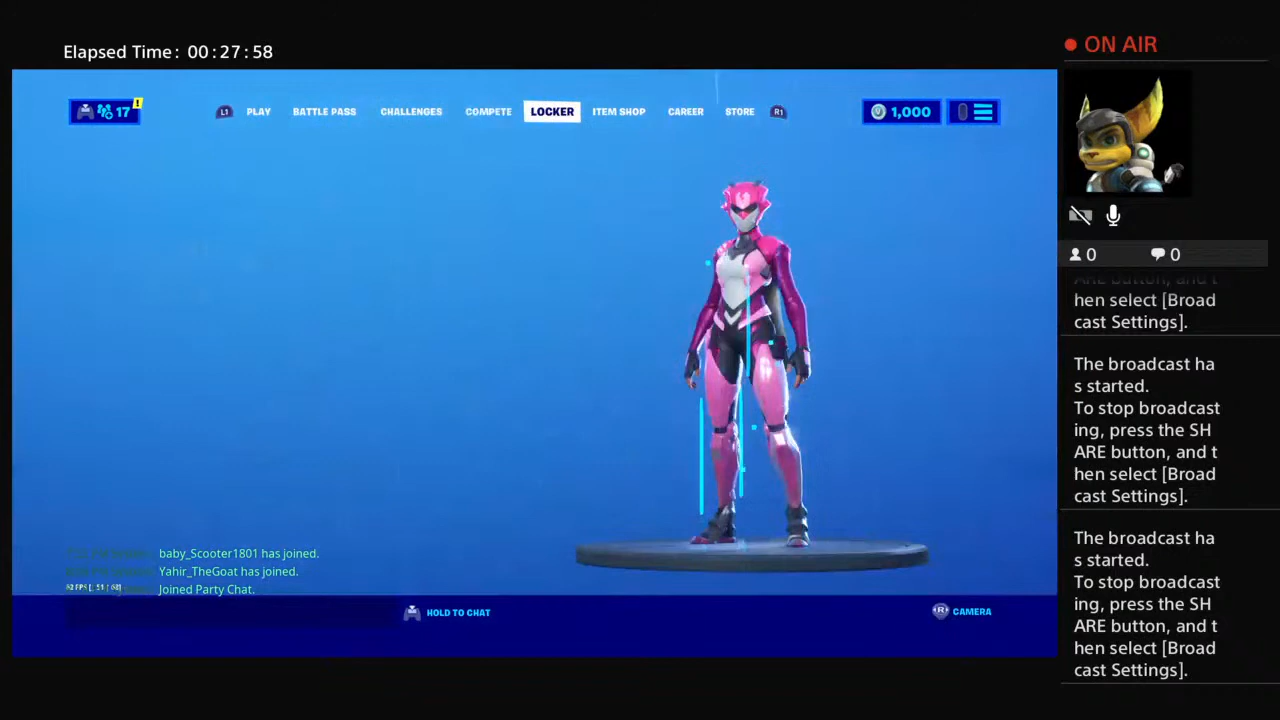 Elapsed Time: 00:27:58
ON AIR
17
!
L1 PLAY BATTLE PASS CHALLENGES COMPETE LOCKER ITEM SHOP CAREER STORE R1
1,000
0 0
ARE button, and t
hen select [Broad
cast Settings].
The broadcast ha
s started.
To stop broadcast
ing, press the SH
ARE button, and t
hen select [Broad
cast Settings].
The broadcast ha
s started.
To stop broadcast
ing, press the SH
ARE button, and t
hen select [Broad
cast Settings].
baby_Scooter1801 has joined.
Yahir_TheGoat has joined.
Joined Party Chat.
HOLD TO CHAT
R CAMERA